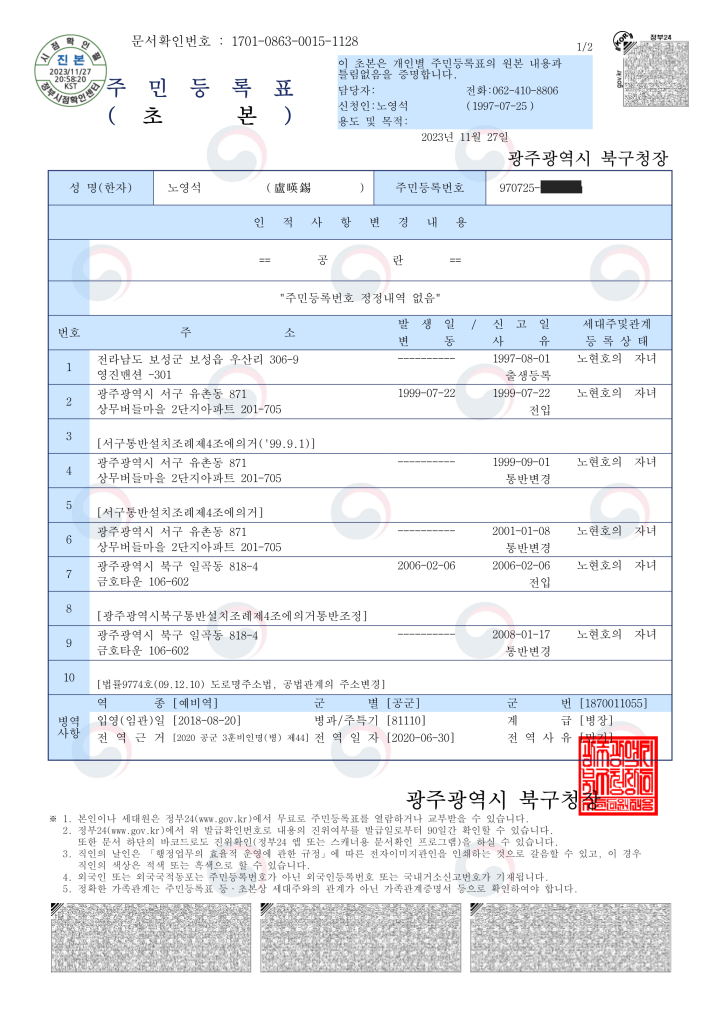 문서확인번호 : 1701-0863-0015-1128
1/2
시점확인필
진본
2023/11/27
20:58:20
KST
정부시점확인센터
정부24
gov.kr
주 민 등 록 표
( 초 본 )
이 초본은 개인별 주민등록표의 원본 내용과
틀림없음을 증명합니다.
담당자: 전화:062-410-8806
신청인:노영석 (1997-07-25 )
용도 및 목적:
2023년 11월 27일
광주광역시 북구청장
성 명(한자) 노영석 (盧暎錫 ) 주민등록번호 970725-
인 적 사 항 변 경 내 용
== 공 란 ==
"주민등록번호 정정내역 없음"
번호 주 소 발 생 일 / 신 고 일 세대주및관계
변 동 사 유 등 록 상 태
1 전라남도 보성군 보성읍 우산리 306-9 ---------- 1997-08-01 노현호의 자녀
영진맨션 -301 출생등록
2 광주광역시 서구 유촌동 871 1999-07-22 1999-07-22 노현호의 자녀
상무버들마을 2단지아파트 201-705 전입
3 [서구통반설치조례제4조에의거('99.9.1)]
4 광주광역시 서구 유촌동 871 ---------- 1999-09-01 노현호의 자녀
상무버들마을 2단지아파트 201-705 통반변경
5 [서구통반설치조례제4조에의거]
6 광주광역시 서구 유촌동 871 ---------- 2001-01-08 노현호의 자녀
상무버들마을 2단지아파트 201-705 통반변경
7 광주광역시 북구 일곡동 818-4 2006-02-06 2006-02-06 노현호의 자녀
금호타운 106-602 전입
8 [광주광역시북구통반설치조례제4조에의거통반조정]
9 광주광역시 북구 일곡동 818-4 ---------- 2008-01-17 노현호의 자녀
금호타운 106-602 통반변경
10 [법률9774호(09.12.10) 도로명주소법, 공법관계의 주소변경]
병역사항 역 종 [예비역] 군 별 [공군] 군 번 [1870011055]
입영(임관)일 [2018-08-20] 병과/주특기 [81110] 계 급 [병장]
전 역 근 거 [2020 공군 3훈비인명(병) 제44] 전 역 일 자 [2020-06-30] 전 역 사 유 [만기]
광주광역시 북구청장
※ 1. 본인이나 세대원은 정부24(www.gov.kr)에서 무료로 주민등록표를 열람하거나 교부받을 수 있습니다.
2. 정부24(www.gov.kr)에서 위 발급확인번호로 내용의 진위여부를 발급일로부터 90일간 확인할 수 있습니다.
또한 문서 하단의 바코드로도 진위확인(정부24 앱 또는 스캐너용 문서확인 프로그램)을 하실 수 있습니다.
3. 직인의 날인은 「행정업무의 효율적 운영에 관한 규정」에 따른 전자이미지관인을 인쇄하는 것으로 갈음할 수 있고, 이 경우
직인의 색상은 적색 또는 흑색으로 할 수 있습니다.
4. 외국인 또는 외국국적동포는 주민등록번호가 아닌 외국인등록번호 또는 국내거소신고번호가 기재됩니다.
5. 정확한 가족관계는 주민등록표 등·초본상 세대주와의 관계가 아닌 가족관계증명서 등으로 확인하여야 합니다.